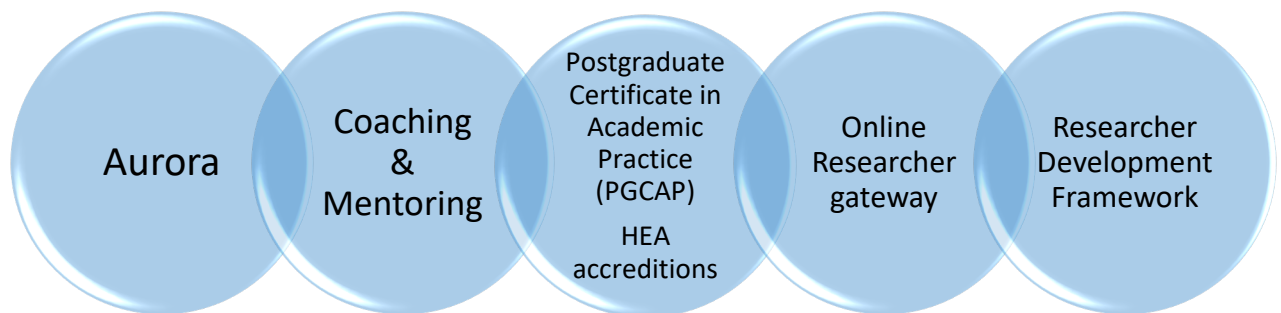 Aurora
Coaching
&
Mentoring
Postgraduate
Certificate in
Academic
Practice
(PGCAP)
HEA
accreditions
Online
Researcher
gateway
Researcher
Development
Framework